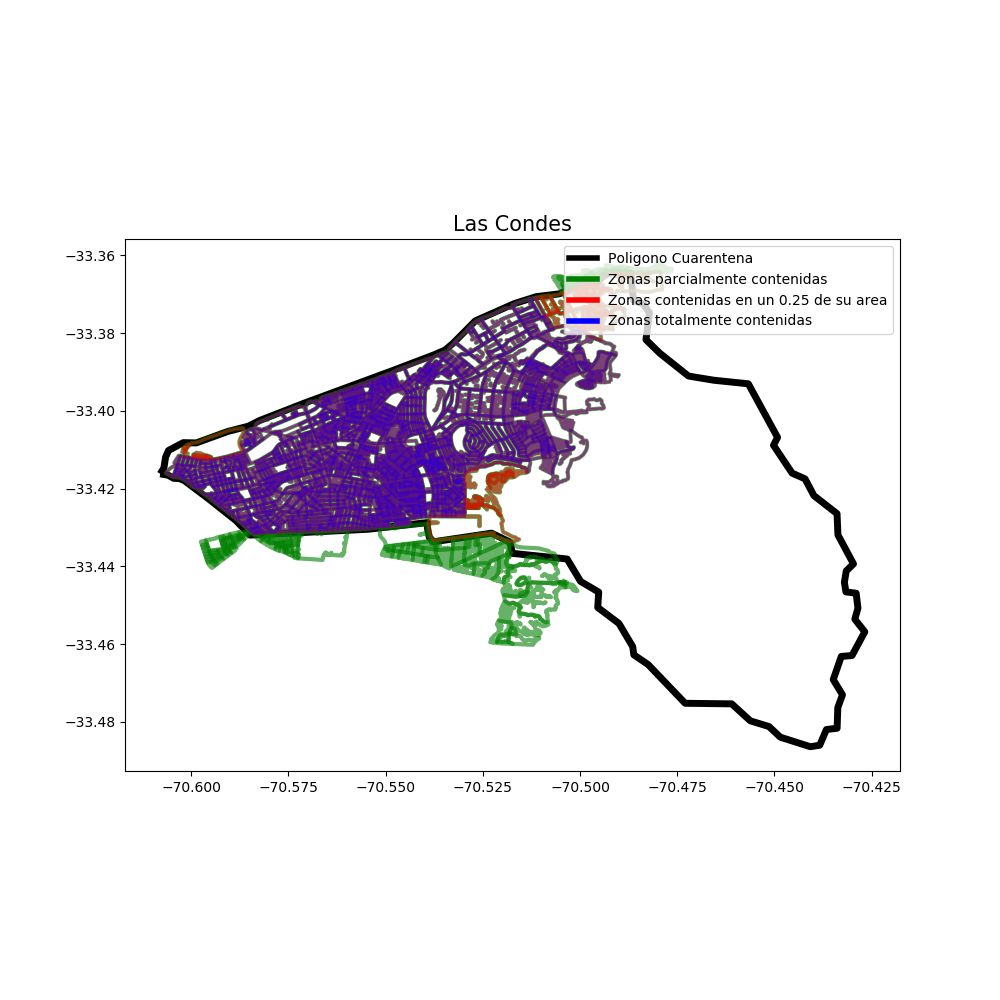 Las Condes
Poligono Cuarentena
Zonas parcialmente contenidas
Zonas contenidas en un 0.25 de su area
Zonas totalmente contenidas
−33.36
−33.38
−33.40
−33.42
−33.44
−33.46
−33.48
−70.600 −70.575 −70.550 −70.525 −70.500 −70.475 −70.450 −70.425